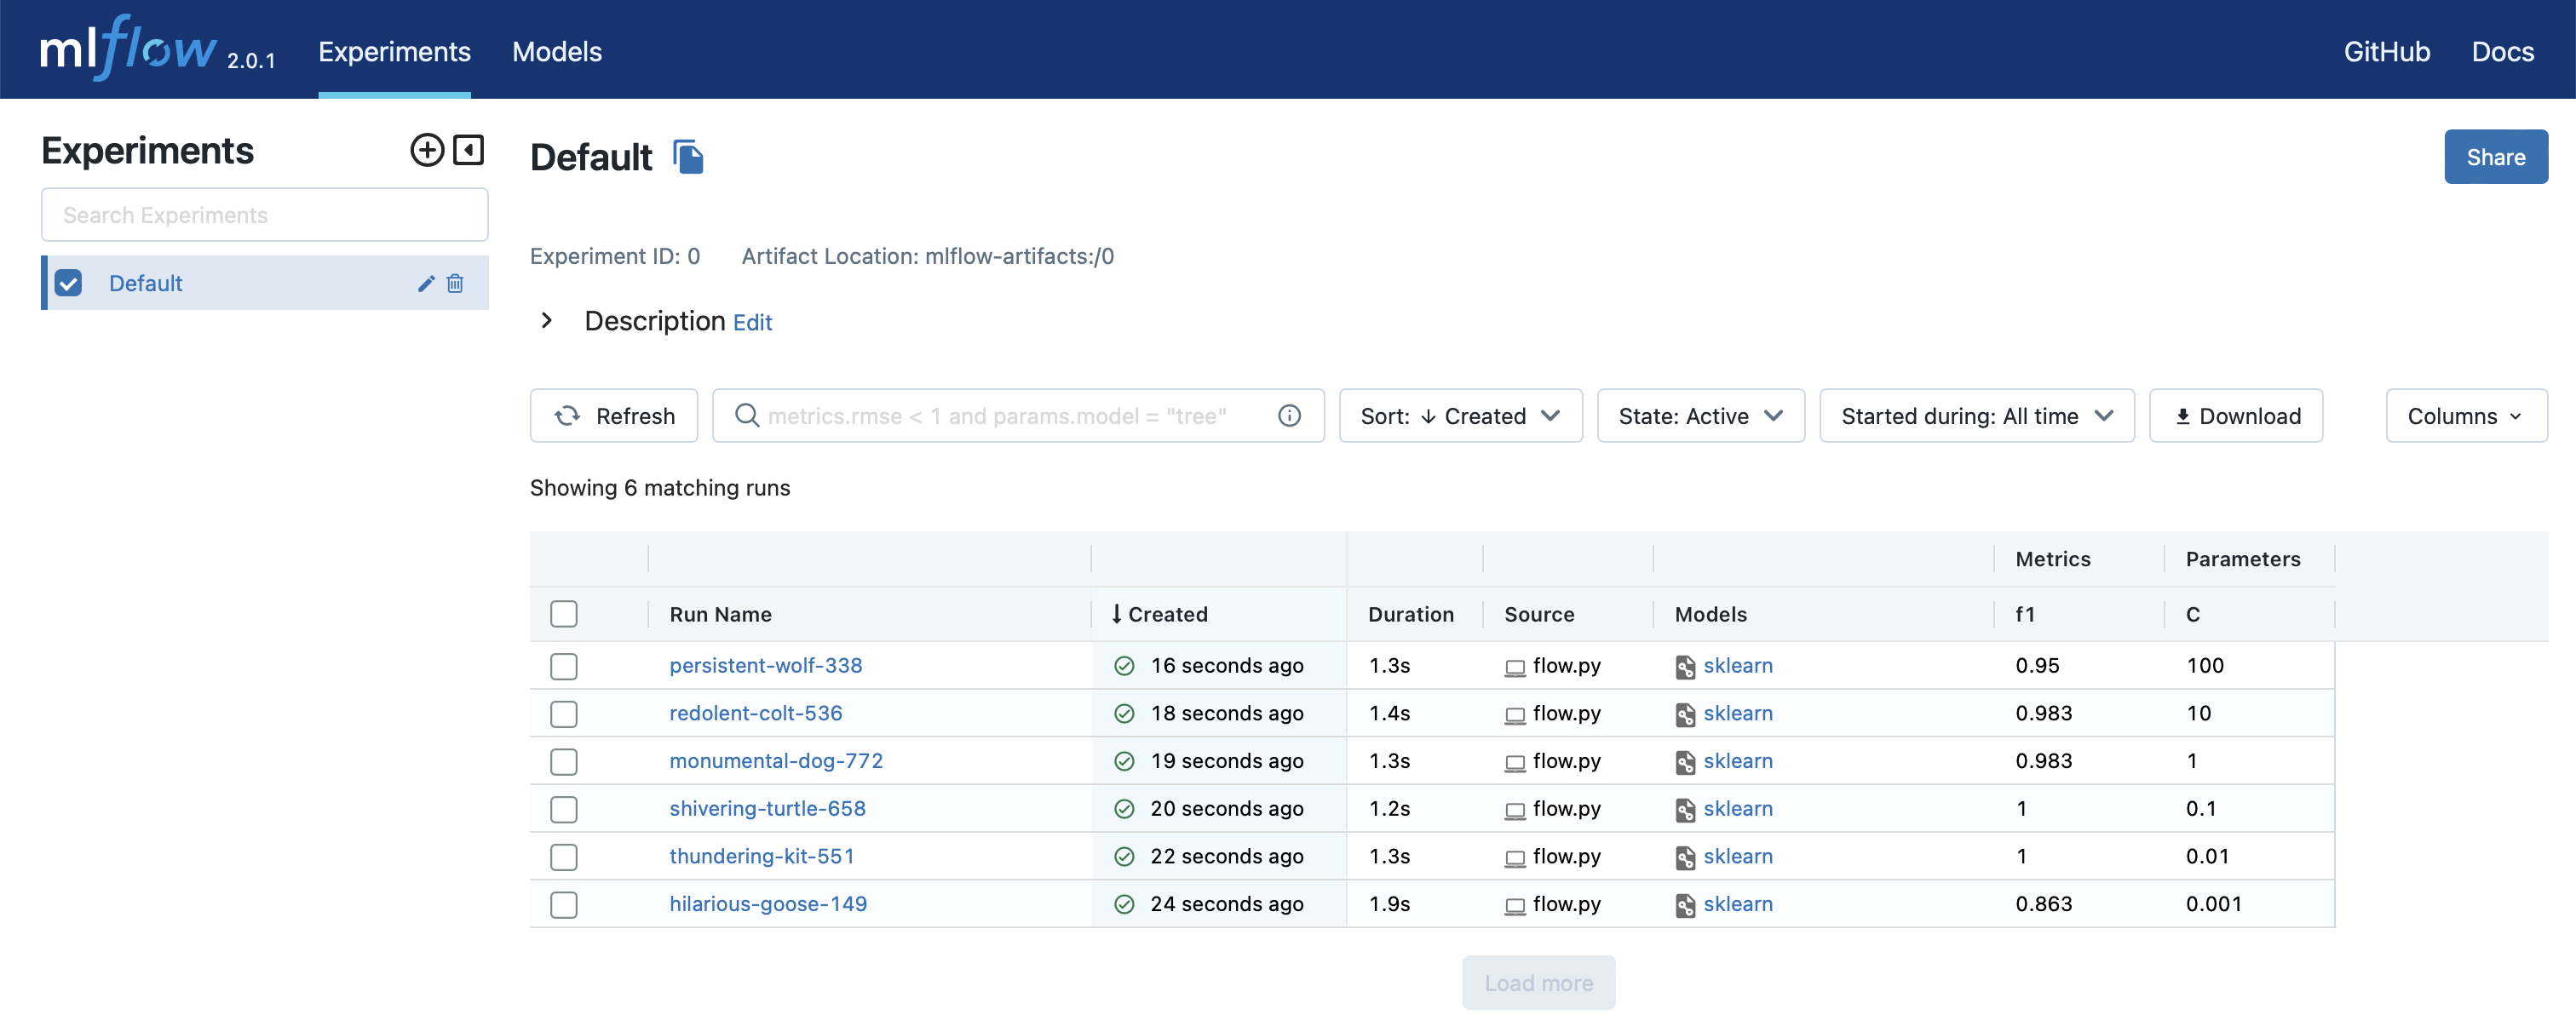 mlflow 2.0.1 Experiments Models GitHub Docs
Experiments
Search Experiments
Default
Default
Share
Experiment ID: 0 Artifact Location: mlflow-artifacts:/0
Description Edit
Refresh metrics.rmse < 1 and params.model = "tree" Sort: ↓ Created State: Active Started during: All time Download Columns
Showing 6 matching runs
Metrics Parameters
Run Name ↓ Created Duration Source Models f1 C
persistent-wolf-338 16 seconds ago 1.3s flow.py sklearn 0.95 100
redolent-colt-536 18 seconds ago 1.4s flow.py sklearn 0.983 10
monumental-dog-772 19 seconds ago 1.3s flow.py sklearn 0.983 1
shivering-turtle-658 20 seconds ago 1.2s flow.py sklearn 1 0.1
thundering-kit-551 22 seconds ago 1.3s flow.py sklearn 1 0.01
hilarious-goose-149 24 seconds ago 1.9s flow.py sklearn 0.863 0.001
Load more